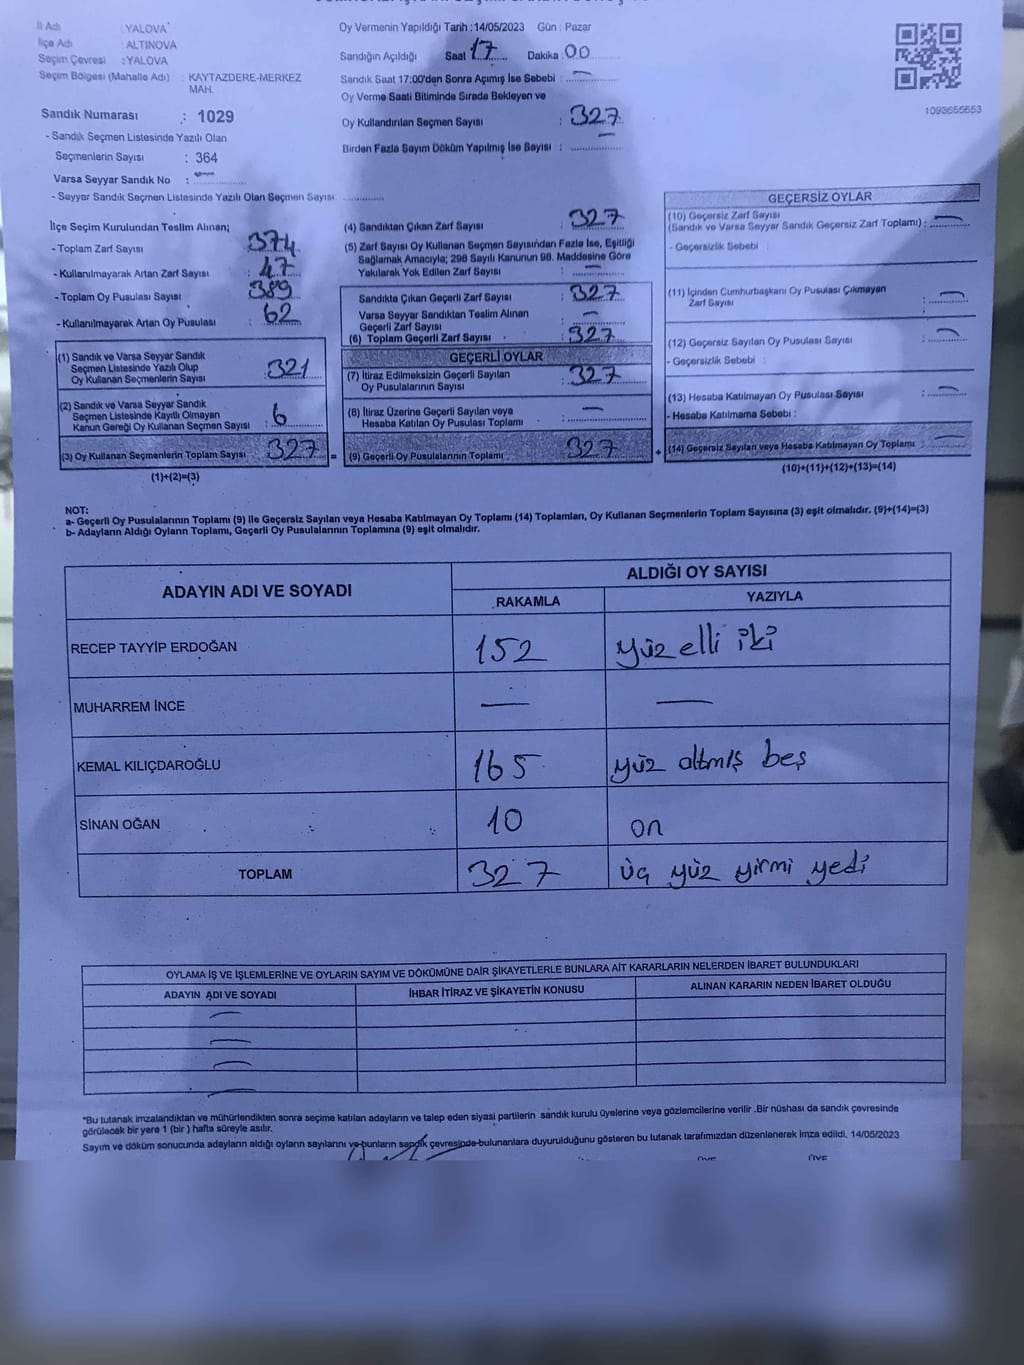 İl Adı : YALOVA
İlçe Adı : ALTINOVA
Seçim Çevresi : YALOVA
Seçim Bölgesi (Mahalle Adı) : KAYTAZDERE-MERKEZ MAH.
Sandık Numarası : 1029
- Sandık Seçmen Listesinde Yazılı Olan
Seçmenlerin Sayısı : 364
Varsa Seyyar Sandık No : —
- Seyyar Sandık Seçmen Listesinde Yazılı Olan Seçmen Sayısı
Oy Vermenin Yapıldığı Tarih : 14/05/2023 Gün : Pazar
Sandığın Açıldığı Saat 17 Dakika 00
Sandık Saat 17:00'den Sonra Açımış İse Sebebi : —
Oy Verme Saati Bitiminde Sırada Bekleyen ve
Oy Kullandırılan Seçmen Sayısı : 327
Birden Fazla Sayım Döküm Yapılmış İse Sayısı : —
1093655653
İlçe Seçim Kurulundan Teslim Alınan;
- Toplam Zarf Sayısı : 374
- Kullanılmayarak Artan Zarf Sayısı : 47
- Toplam Oy Pusulası Sayısı : 389
- Kullanılmayarak Artan Oy Pusulası : 62
(1) Sandık ve Varsa Seyyar Sandık
Seçmen Listesinde Yazılı Olup
Oy Kullanan Seçmenlerin Sayısı : 321
(2) Sandık ve Varsa Seyyar Sandık
Seçmen Listesinde Kayıtlı Olmayan
Kanun Gereği Oy Kullanan Seçmen Sayısı : 6
(3) Oy Kullanan Seçmenlerin Toplam Sayısı : 327 =
(1)+(2)=(3)
(4) Sandıktan Çıkan Zarf Sayısı : 327
(5) Zarf Sayısı Oy Kullanan Seçmen Sayısından Fazla İse, Eşitliği
Sağlamak Amacıyla; 298 Sayılı Kanunun 98. Maddesine Göre
Yakılarak Yok Edilen Zarf Sayısı : —
Sandıkta Çıkan Geçerli Zarf Sayısı : 327
Varsa Seyyar Sandıktan Teslim Alınan
Geçerli Zarf Sayısı : —
(6) Toplam Geçerli Zarf Sayısı : 327
GEÇERLİ OYLAR
(7) İtiraz Edilmeksizin Geçerli Sayılan
Oy Pusulalarının Sayısı : 327
(8) İtiraz Üzerine Geçerli Sayılan veya
Hesaba Katılan Oy Pusulası Toplamı : —
(9) Geçerli Oy Pusulalarının Toplamı : 327 +
GEÇERSİZ OYLAR
(10) Geçersiz Zarf Sayısı
(Sandık ve Varsa Seyyar Sandık Geçersiz Zarf Toplamı) : —
- Geçersizlik Sebebi :
(11) İçinden Cumhurbaşkanı Oy Pusulası Çıkmayan
Zarf Sayısı : —
(12) Geçersiz Sayılan Oy Pusulası Sayısı : —
- Geçersizlik Sebebi :
(13) Hesaba Katılmayan Oy Pusulası Sayısı : —
- Hesaba Katılmama Sebebi :
(14) Geçersiz Sayılan veya Hesaba Katılmayan Oy Toplamı : —
(10)+(11)+(12)+(13)=(14)
NOT:
a- Geçerli Oy Pusulalarının Toplamı (9) ile Geçersiz Sayılan veya Hesaba Katılmayan Oy Toplamı (14) Toplamları, Oy Kullanan Seçmenlerin Toplam Sayısına (3) eşit olmalıdır. (9)+(14)=(3)
b- Adayların Aldığı Oyların Toplamı, Geçerli Oy Pusulalarının Toplamına (9) eşit olmalıdır.
ADAYIN ADI VE SOYADI ALDIĞI OY SAYISI
RAKAMLA YAZIYLA
RECEP TAYYİP ERDOĞAN 152 yüz elli iki
MUHARREM İNCE — —
KEMAL KILIÇDAROĞLU 165 yüz altmış beş
SİNAN OĞAN 10 on
TOPLAM 327 üç yüz yirmi yedi
OYLAMA İŞ VE İŞLEMLERİNE VE OYLARIN SAYIM VE DÖKÜMÜNE DAİR ŞİKAYETLERLE BUNLARA AİT KARARLARIN NELERDEN İBARET BULUNDUKLARI
ADAYIN ADI VE SOYADI İHBAR İTİRAZ VE ŞİKAYETİN KONUSU ALINAN KARARIN NEDEN İBARET OLDUĞU
—
—
—
—
*Bu tutanak imzalandıktan ve mühürlendikten sonra seçime katılan adayların ve talep eden siyasi partilerin sandık kurulu üyelerine veya gözlemcilerine verilir .Bir nüshası da sandık çevresinde
görülecek bir yere 1 (bir ) hafta süreyle asılır.
Sayım ve döküm sonucunda adayların aldığı oyların sayılarını ve bunların sandık çevresinde bulunanlara duyurulduğunu gösteren bu tutanak tarafımızdan düzenlenerek imza edildi. 14/05/2023